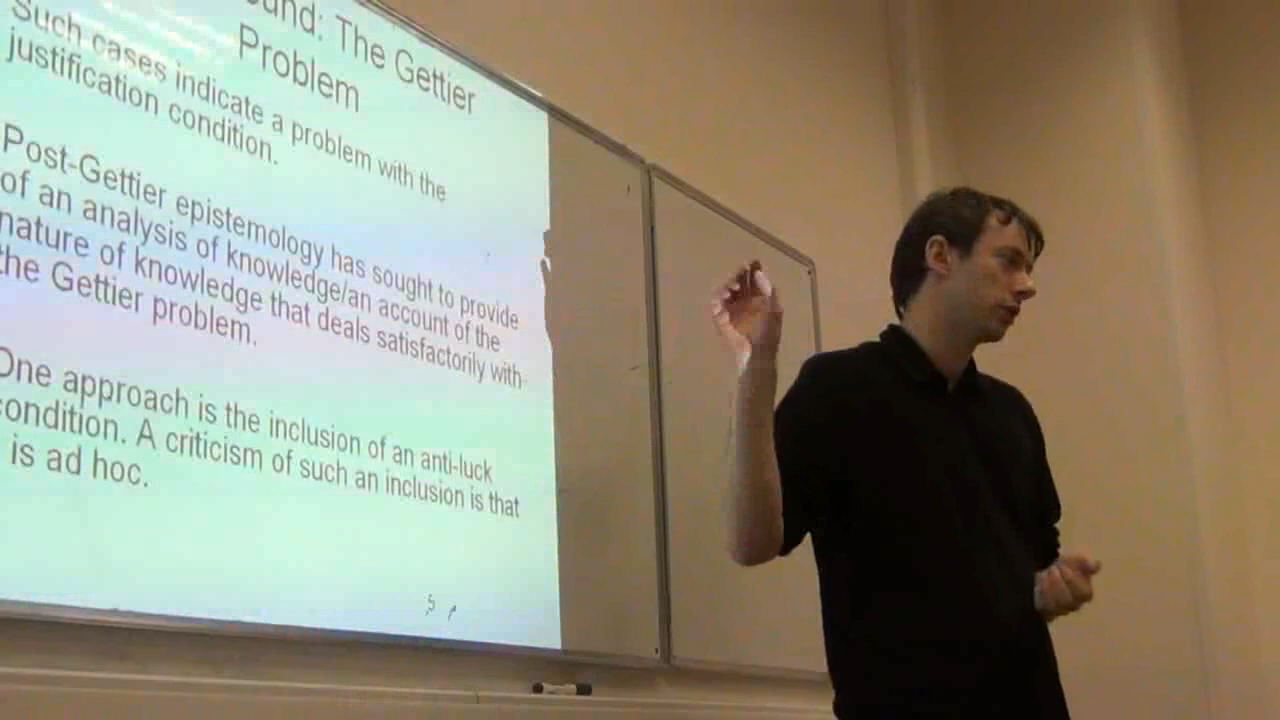 ound: The Gettier
Problem
Such cases indicate a problem with the
justification condition.
Post-Gettier epistemology has sought to provide
of an analysis of knowledge/an account of the
nature of knowledge that deals satisfactorily with
the Gettier problem.
One approach is the inclusion of an anti-luck
condition. A criticism of such an inclusion is that
is ad hoc.